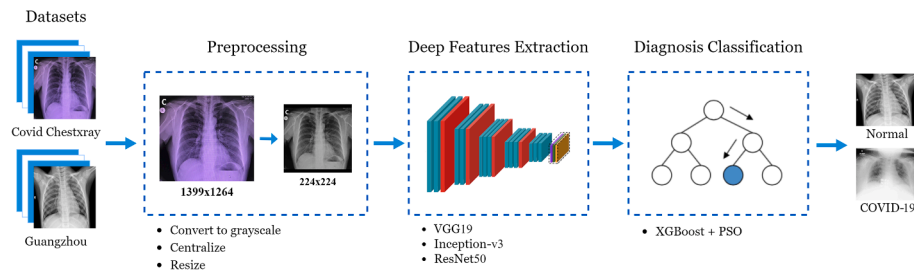 Datasets
Covid Chestxray
Guangzhou
Preprocessing
C
C
1399x1264
224x224
• Convert to grayscale
• Centralize
• Resize
Deep Features Extraction
• VGG19
• Inception-v3
• ResNet50
Diagnosis Classification
• XGBoost + PSO
Normal
COVID-19